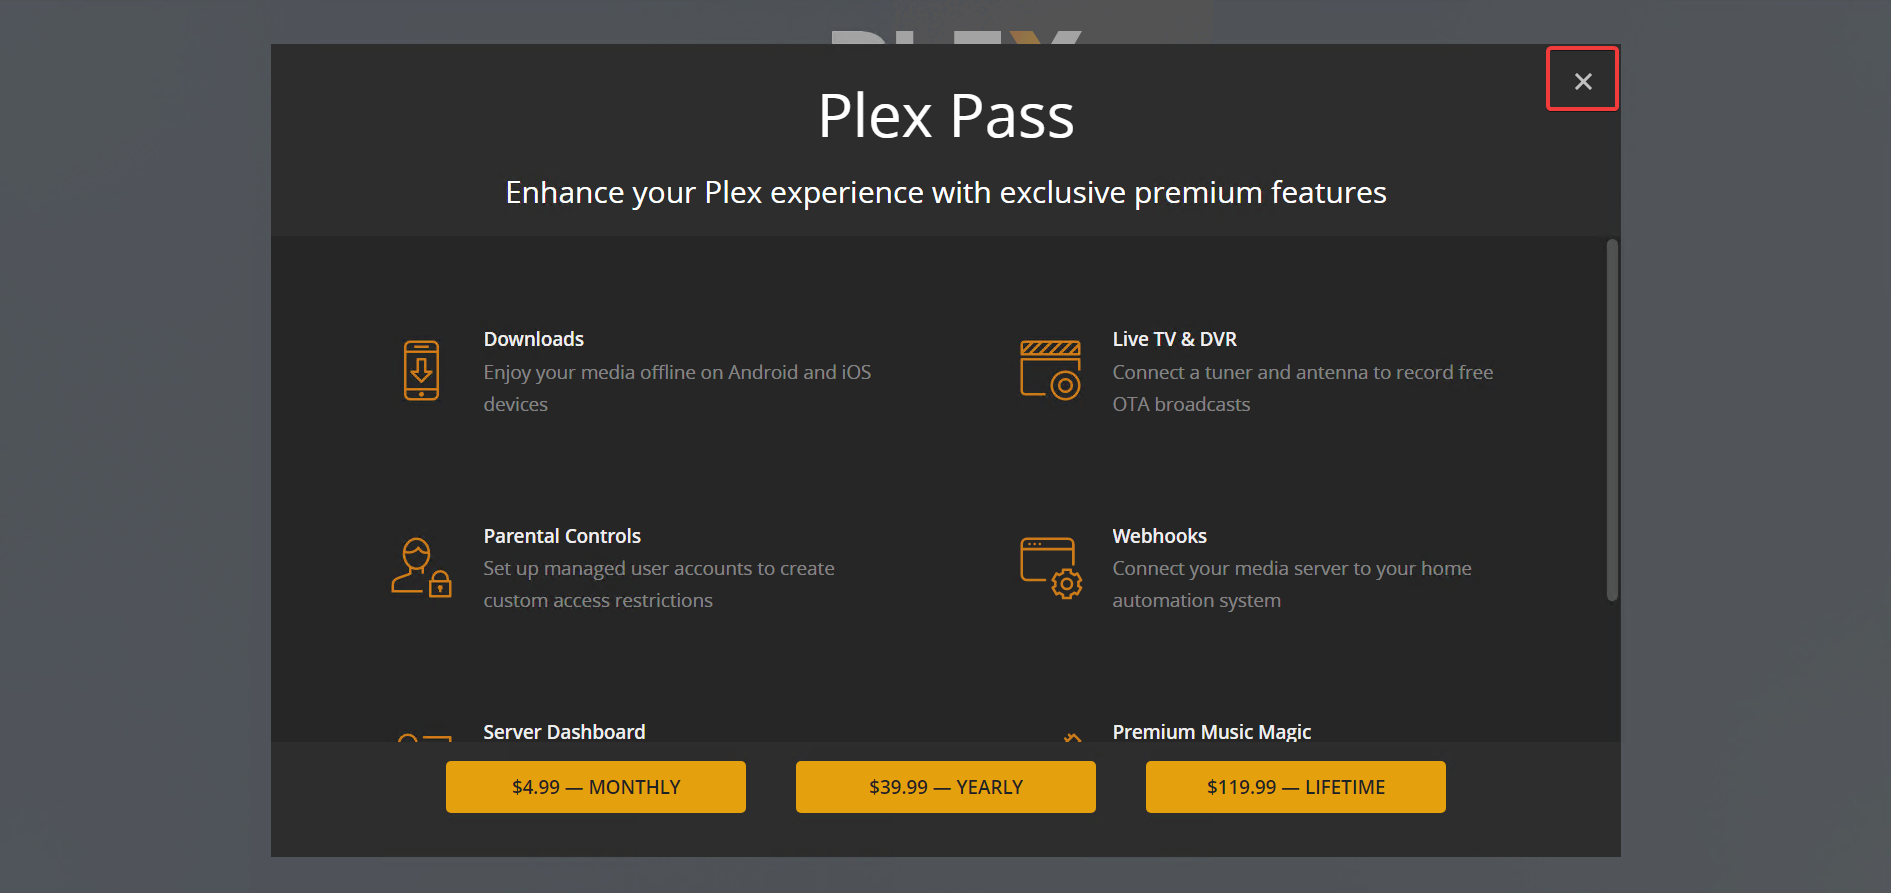 Plex Pass
Enhance your Plex experience with exclusive premium features
Downloads
Enjoy your media offline on Android and iOS
devices
Live TV & DVR
Connect a tuner and antenna to record free
OTA broadcasts
Parental Controls
Set up managed user accounts to create
custom access restrictions
Webhooks
Connect your media server to your home
automation system
Server Dashboard
Premium Music Magic
$4.99 — MONTHLY
$39.99 — YEARLY
$119.99 — LIFETIME